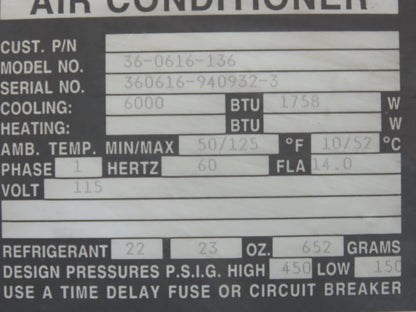 AIR CONDITIONER
CUST. P/N
MODEL NO. 36-0616-136
SERIAL NO. 360616-940932-3
COOLING: 6000 BTU 1758 W
HEATING: BTU W
AMB. TEMP. MIN/MAX 50/125 °F 10/52 °C
PHASE 1 HERTZ 60 FLA 14.0
VOLT 115
REFRIGERANT 22 23 OZ. 652 GRAMS
DESIGN PRESSURES P.S.I.G. HIGH 450 LOW 150
USE A TIME DELAY FUSE OR CIRCUIT BREAKER